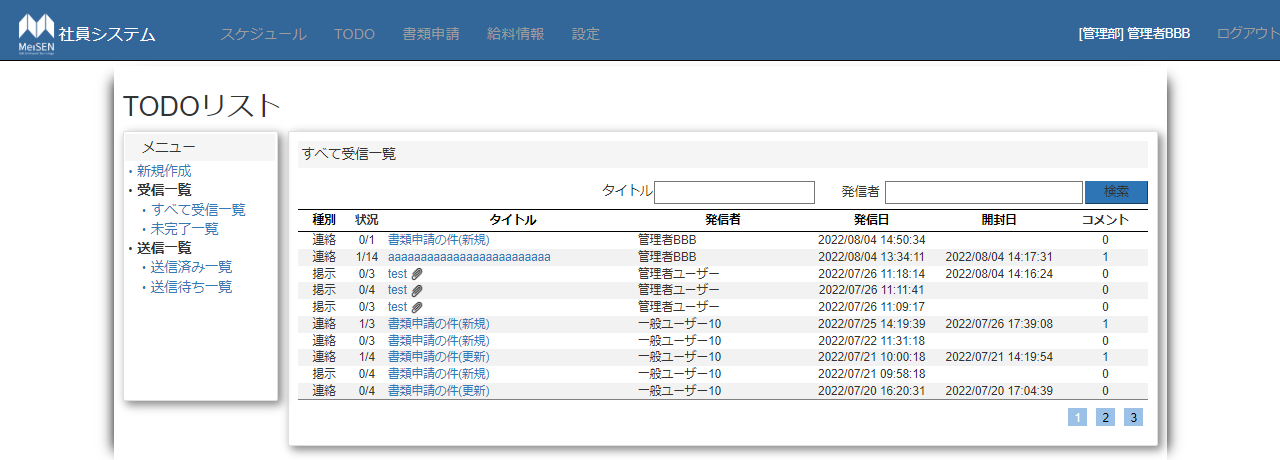 MeiSEN 社員システム スケジュール TODO 書類申請 給料情報 設定 [管理部] 管理者BBB ログアウト
TODOリスト
メニュー
・新規作成
・受信一覧
・すべて受信一覧
・未完了一覧
・送信一覧
・送信済み一覧
・送信待ち一覧
すべて受信一覧
タイトル 発信者 検索
種別 状況 タイトル 発信者 発信日 開封日 コメント
連絡 0/1 書類申請の件(新規) 管理者BBB 2022/08/04 14:50:34 0
連絡 1/14 aaaaaaaaaaaaaaaaaaaaaaaaa 管理者BBB 2022/08/04 13:34:11 2022/08/04 14:17:31 1
掲示 0/3 test 管理者ユーザー 2022/07/26 11:18:14 2022/08/04 14:16:24 0
掲示 0/4 test 管理者ユーザー 2022/07/26 11:11:41 0
掲示 0/3 test 管理者ユーザー 2022/07/26 11:09:17 0
連絡 1/3 書類申請の件(新規) 一般ユーザー10 2022/07/25 14:19:39 2022/07/26 17:39:08 1
連絡 0/3 書類申請の件(新規) 一般ユーザー10 2022/07/22 11:31:18 0
連絡 1/4 書類申請の件(更新) 一般ユーザー10 2022/07/21 10:00:18 2022/07/21 14:19:54 1
掲示 0/4 書類申請の件(新規) 一般ユーザー10 2022/07/21 09:58:18 0
連絡 0/4 書類申請の件(更新) 一般ユーザー10 2022/07/20 16:20:31 2022/07/20 17:04:39 0
1 2 3